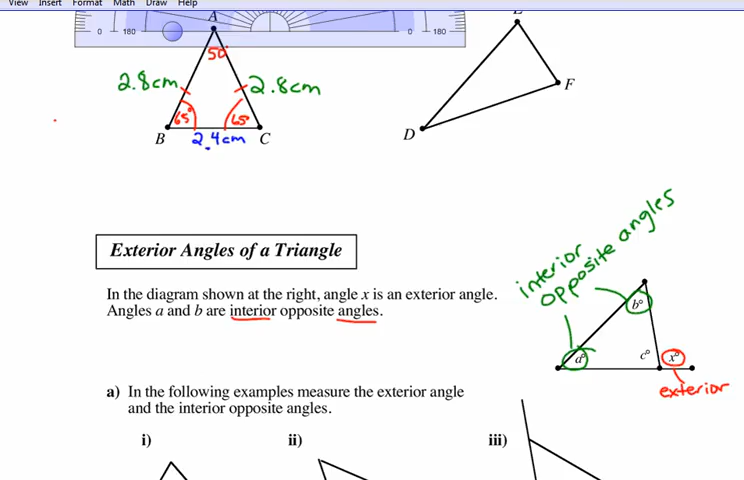 View Insert Format Math Draw Help
0 180
0 180
A
50°
2.8cm
2.8cm
65°
65°
B
2.4cm
C
F
D
Exterior Angles of a Triangle
In the diagram shown at the right, angle x is an exterior angle.
Angles a and b are interior opposite angles.
interior
opposite angles
b°
a°
c°
x°
exterior
a) In the following examples measure the exterior angle
and the interior opposite angles.
i)
ii)
iii)